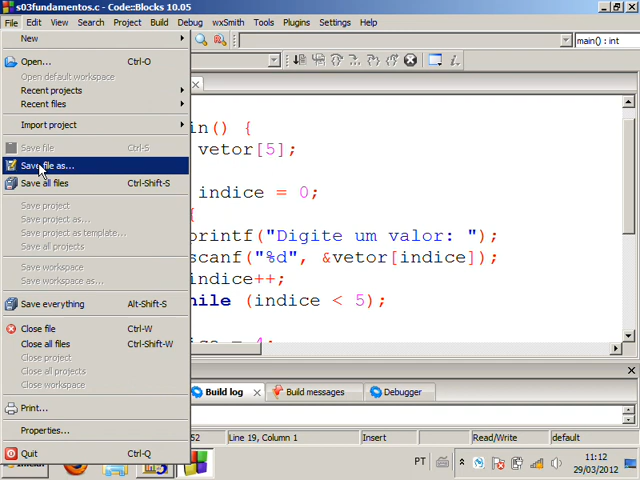 s03fundamentos.c - Code::Blocks 10.05
File Edit View Search Project Build Debug wxSmith Tools Plugins Settings Help
main() : int
New
Open... Ctrl-O
Open default workspace
Recent projects
Recent files
Import project
Save file Ctrl-S
Save file as...
Save all files Ctrl-Shift-S
Save project
Save project as...
Save project as template...
Save all projects
Save workspace
Save workspace as...
Save everything Alt-Shift-S
Close file Ctrl-W
Close all files Ctrl-Shift-W
Close project
Close all projects
Close workspace
Print...
Properties...
Quit Ctrl-Q
in() {
vetor[5];
indice = 0;
{
printf("Digite um valor: ");
scanf("%d", &vetor[indice]);
indice++;
hile (indice < 5);
= 4
Build log Build messages Debugger
52 Line 19, Column 1 Insert Read/Write default
PT 11:12
29/03/2012